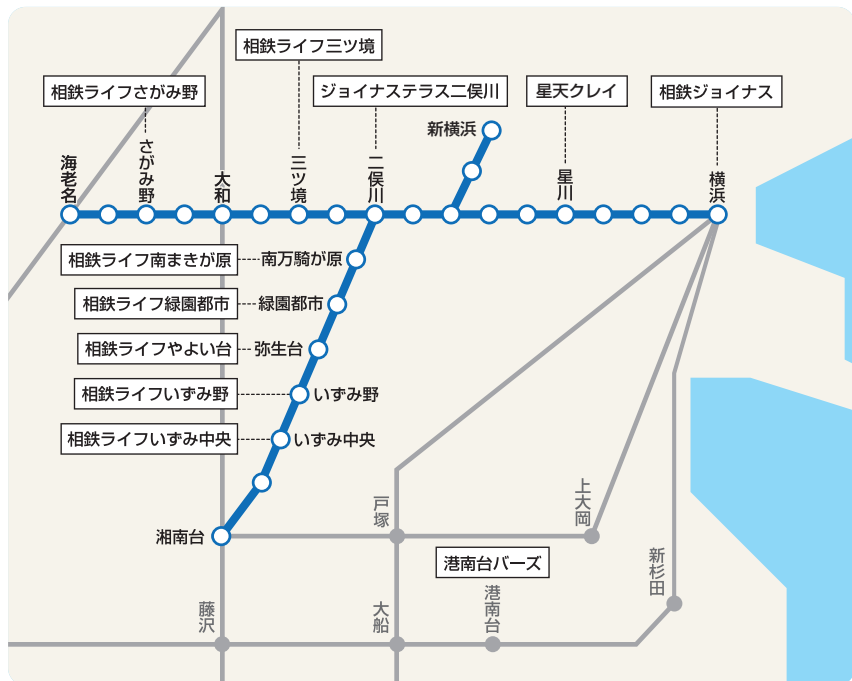 相鉄ライフ三ツ境
相鉄ライフさがみ野
ジョイナステラス二俣川
星天クレイ
相鉄ジョイナス
新横浜
海老名
さがみ野
大和
三ツ境
二俣川
星川
横浜
相鉄ライフ南まきが原
南万騎が原
相鉄ライフ緑園都市
緑園都市
相鉄ライフやよい台
弥生台
相鉄ライフいずみ野
いずみ野
相鉄ライフいずみ中央
いずみ中央
湘南台
戸塚
上大岡
港南台バーズ
新杉田
藤沢
大船
港南台